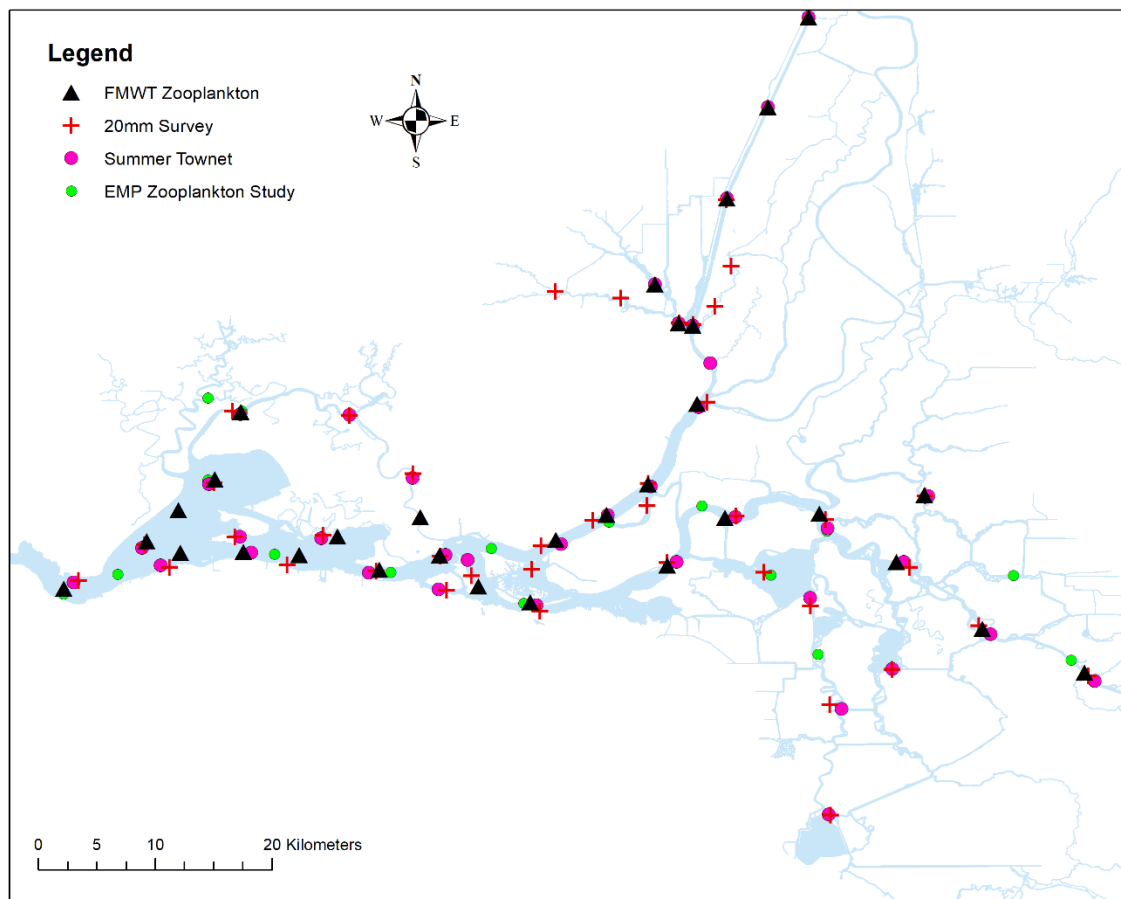 Legend
FMWT Zooplankton
20mm Survey
Summer Townet
EMP Zooplankton Study
N
W E
S
0 5 10 20 Kilometers